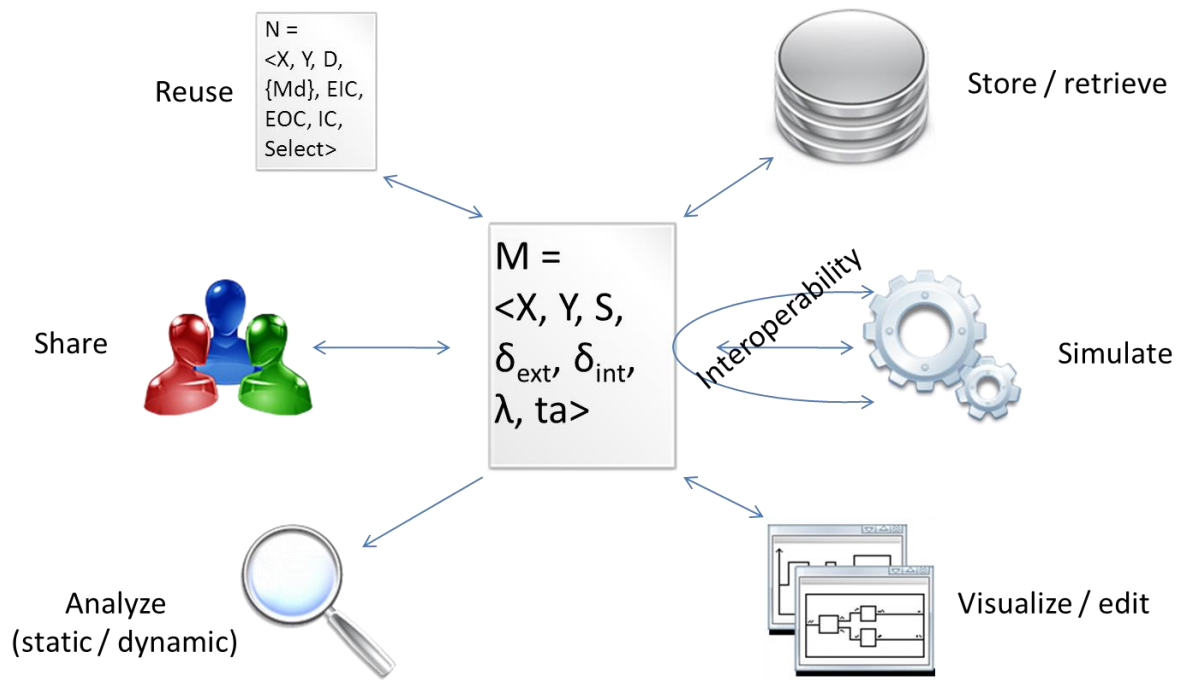 N =
<X, Y, D,
{Md}, EIC,
EOC, IC,
Select>
Reuse
Store / retrieve
M =
<X, Y, S,
δext, δint,
λ, ta>
Interoperability
Share
Simulate
Analyze
(static / dynamic)
Visualize / edit